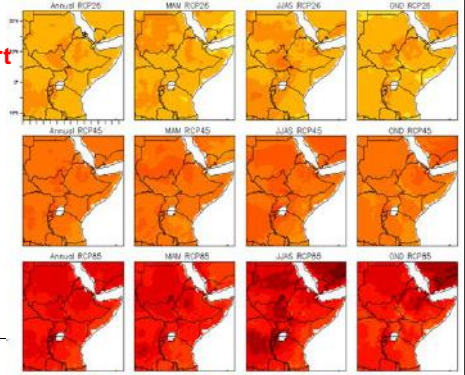 Annual RCP26 MAM RCP26 JJAS RCP26 OND RCP26
rt
Annual RCP45 MAM RCP45 JJAS RCP45 OND RCP45
Annual RCP85 MAM RCP85 JJAS RCP85 OND RCP85